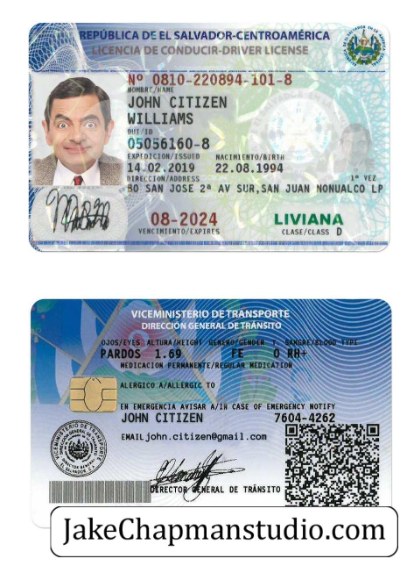 REPÚBLICA DE EL SALVADOR-CENTROAMÉRICA
LICENCIA DE CONDUCIR-DRIVER LICENSE
Nº 0810-220894-101-8
NOMBRE/NAME
JOHN CITIZEN
WILLIAMS
05056160-8
EXPEDICION/ISSUED NACIMIENTO/BIRTH
14.02.2019 22.08.1994
DIRECCION/ADDRESS 1ª VEZ
BO SAN JOSE 2ª AV SUR,SAN JUAN NONUALCO LP
08-2024 LIVIANA
VENCIMIENTO/EXPIRES CLASE/CLASS D
VICEMINISTERIO DE TRANSPORTE
DIRECCIÓN GENERAL DE TRÁNSITO
OJOS/EYES ALTURA/HEIGHT GENERO/GENDER T. SANGRE/BLOOD TYPE
PARDOS 1.69 FE O RH+
MEDICACION PERMANENTE/REGULAR MEDICATION
ALERGICO A/ALLERGIC TO
EN EMERGENCIA AVISAR A/IN CASE OF EMERGENCY NOTIFY
JOHN CITIZEN 7604-4262
EMAIL john.citizen@gmail.com
VICEMINISTERIO DE TRANSPORTE
DIRECTOR GENERAL DE TRÁNSITO
JakeChapmanstudio.com